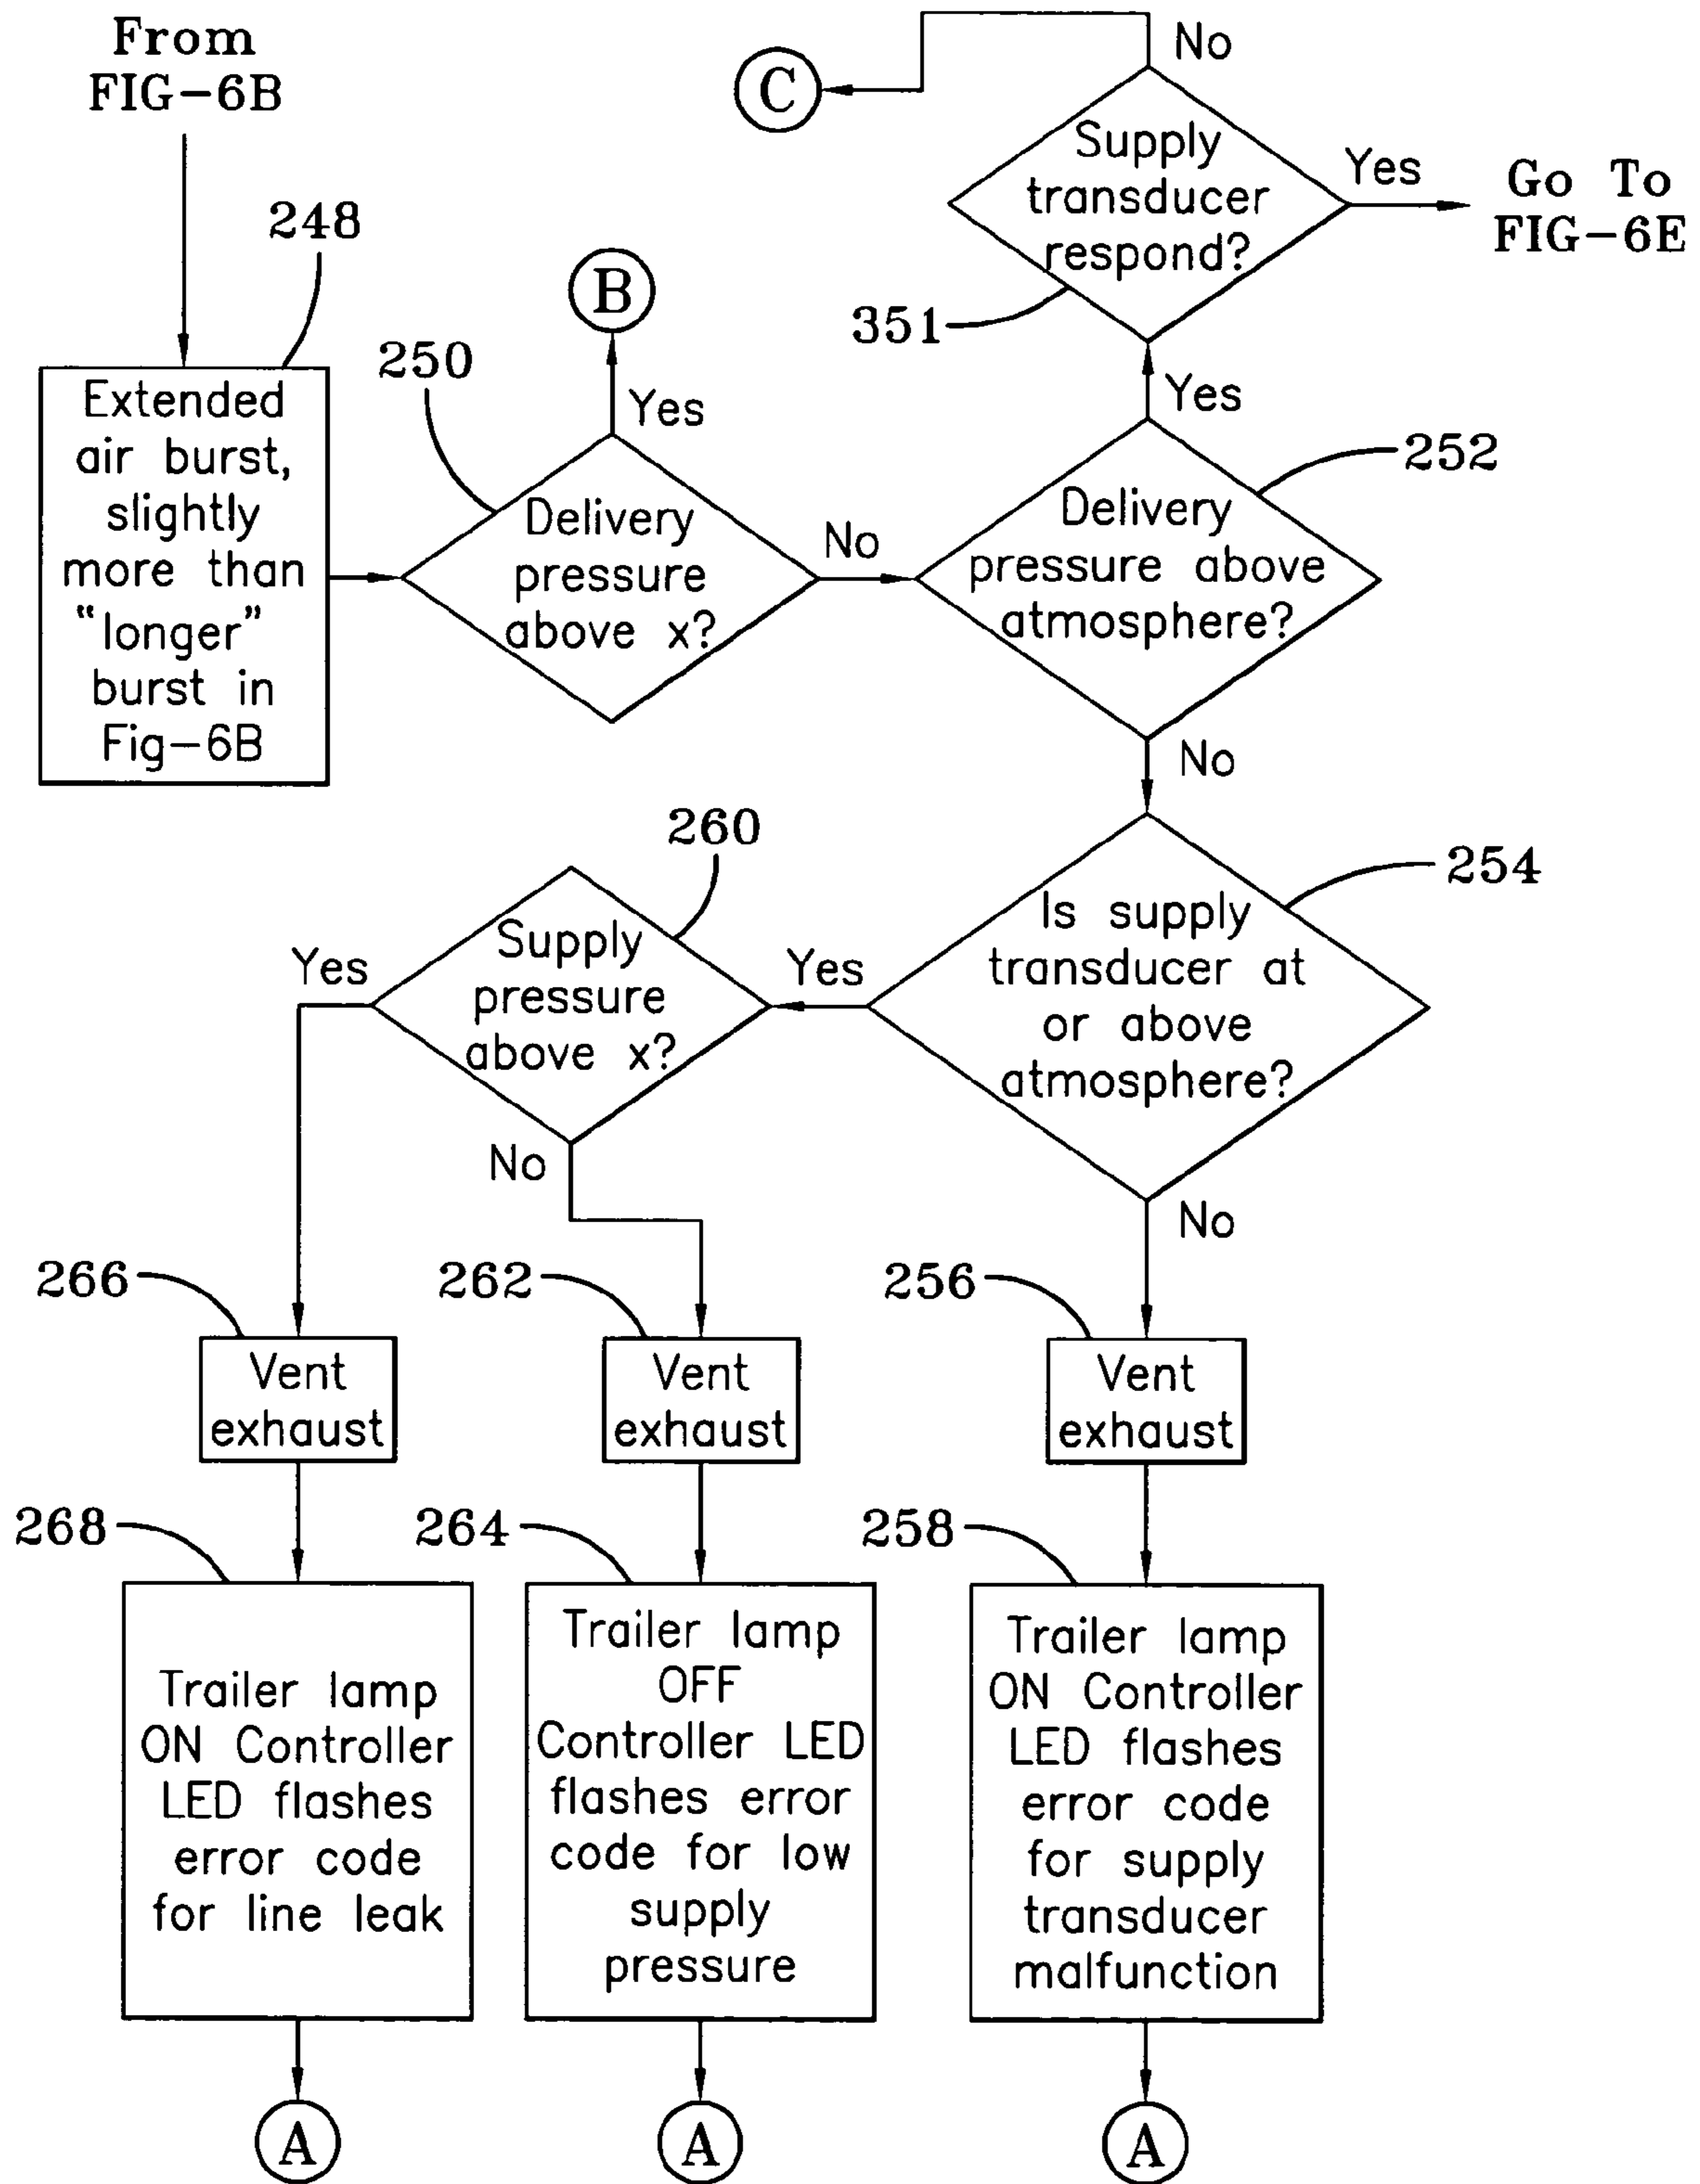 From
FIG-6B
No
C
Supply
transducer
respond?
Yes
Go To
FIG-6E
351
248
B
250
Yes
Yes
252
Extended
air burst,
slightly
more than
"longer"
burst in
Fig-6B
Delivery
pressure
above x?
No
Delivery
pressure above
atmosphere?
No
260
254
Supply
pressure
above x?
Yes
Yes
Is supply
transducer at
or above
atmosphere?
No
No
266
262
256
Vent
exhaust
Vent
exhaust
Vent
exhaust
268
264
258
Trailer lamp
ON Controller
LED flashes
error code
for line leak
Trailer lamp
OFF
Controller LED
flashes error
code for low
supply
pressure
Trailer lamp
ON Controller
LED flashes
error code
for supply
transducer
malfunction
A
A
A